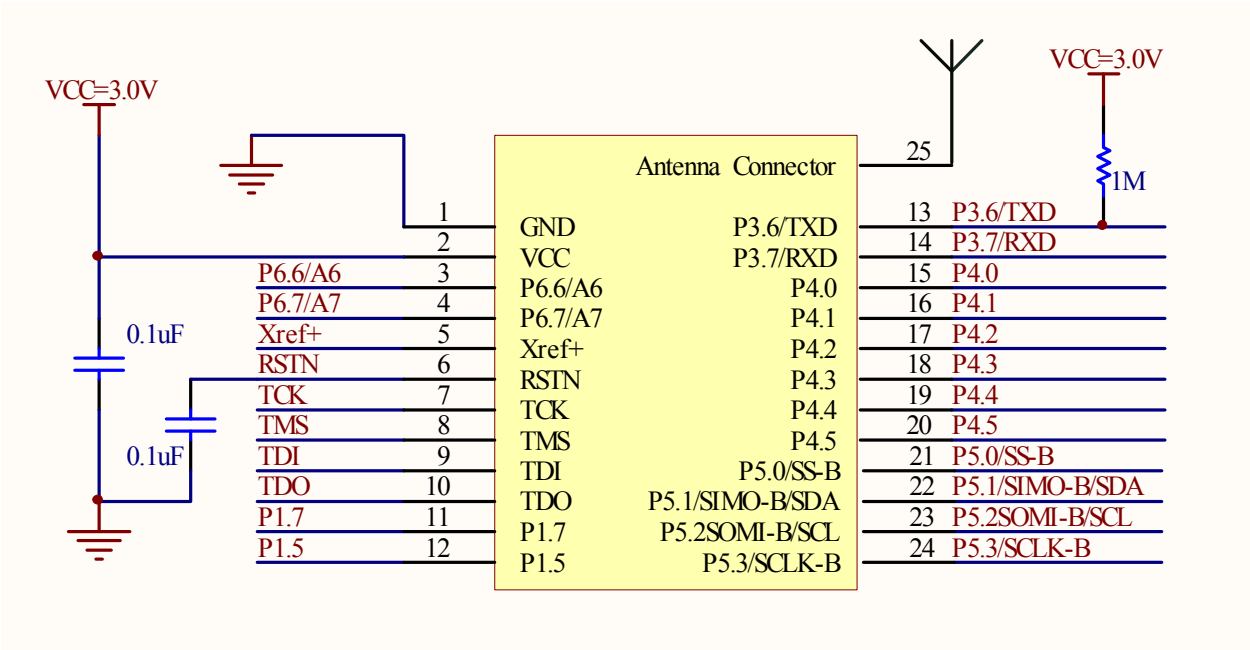 VCC=3.0V
VCC=3.0V
25
Antenna Connector
1M
1 GND P3.6/TXD 13 P3.6/TXD
2 VCC P3.7/RXD 14 P3.7/RXD
P6.6/A6 3 P6.6/A6 P4.0 15 P4.0
P6.7/A7 4 P6.7/A7 P4.1 16 P4.1
0.1uF
Xref+ 5 Xref+ P4.2 17 P4.2
RSTN 6 RSTN P4.3 18 P4.3
TCK 7 TCK P4.4 19 P4.4
TMS 8 TMS P4.5 20 P4.5
0.1uF
TDI 9 TDI P5.0/SS-B 21 P5.0/SS-B
TDO 10 TDO P5.1/SIMO-B/SDA 22 P5.1/SIMO-B/SDA
P1.7 11 P1.7 P5.2SOMI-B/SCL 23 P5.2SOMI-B/SCL
P1.5 12 P1.5 P5.3/SCLK-B 24 P5.3/SCLK-B